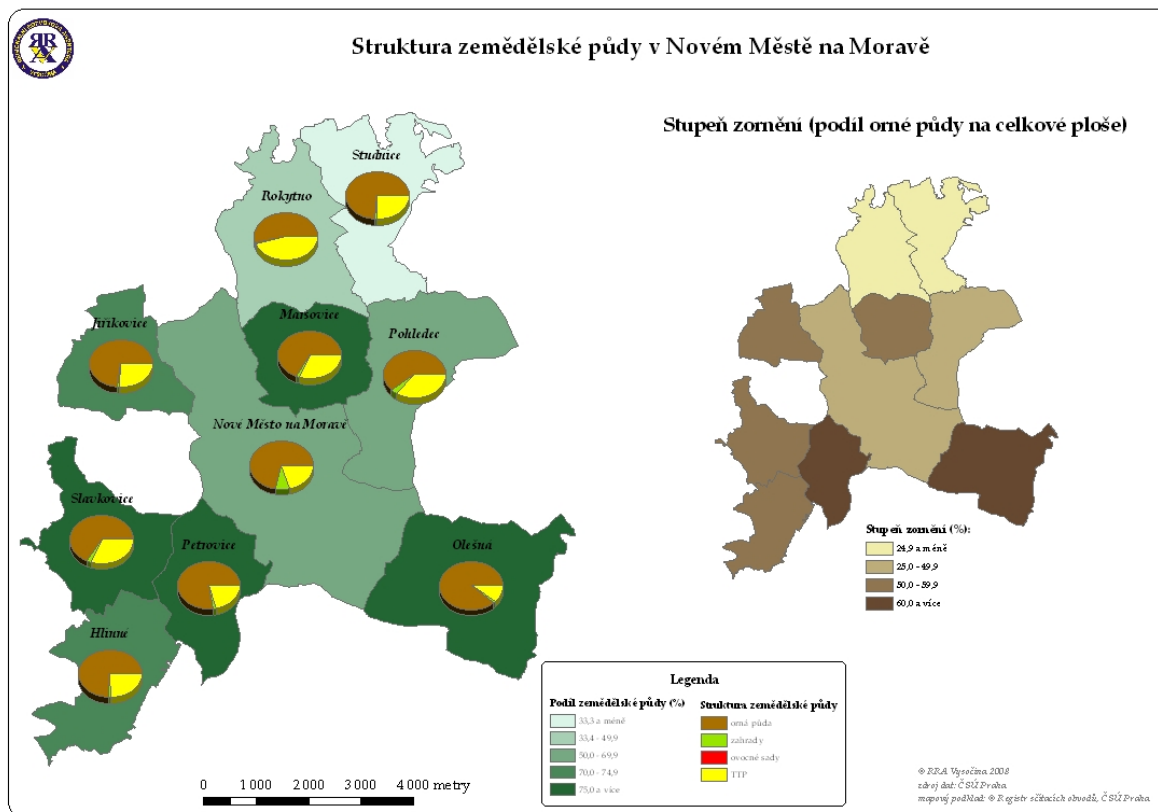 Struktura zemědělské půdy v Novém Městě na Moravě
Stupeň zornění (podíl orné půdy na celkové ploše)
Studnice
Rokytno
Maršovice
Jiříkovice
Pohledec
Nové Město na Moravě
Slavkovice
Petrovice
Olešná
Hlinné
Stupeň zornění (%):
24,9 a méně
25,0 - 49,9
50,0 - 59,9
60,0 a více
Legenda
Podíl zemědělské půdy (%)
33,3 a méně
33,4 - 49,9
50,0 - 69,9
70,0 - 74,9
75,0 a více
Struktura zemědělské půdy
orná půda
zahrady
ovocné sady
TTP
0 1 000 2 000 3 000 4 000 metry
© RRA Vysočina 2008
zdroj dat: ČSÚ Praha
mapový podklad: © Registr sčítacích obvodů, ČSÚ Praha